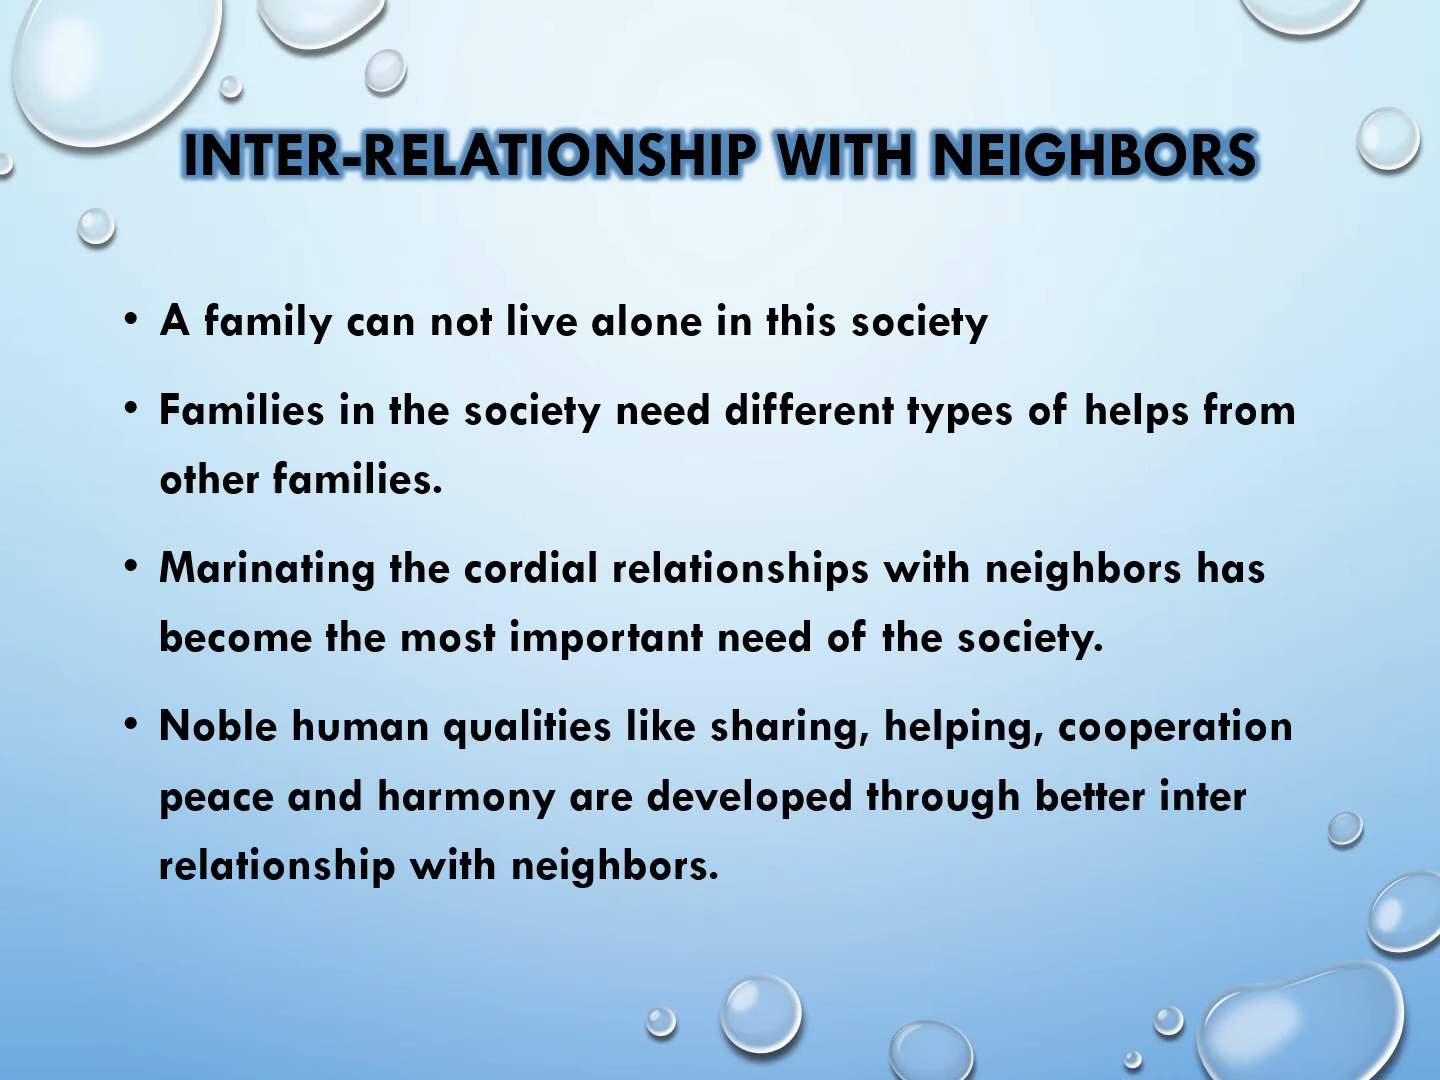 INTER-RELATIONSHIP WITH NEIGHBORS
• A family can not live alone in this society
• Families in the society need different types of helps from
other families.
• Marinating the cordial relationships with neighbors has
become the most important need of the society.
• Noble human qualities like sharing, helping, cooperation
peace and harmony are developed through better inter
relationship with neighbors.